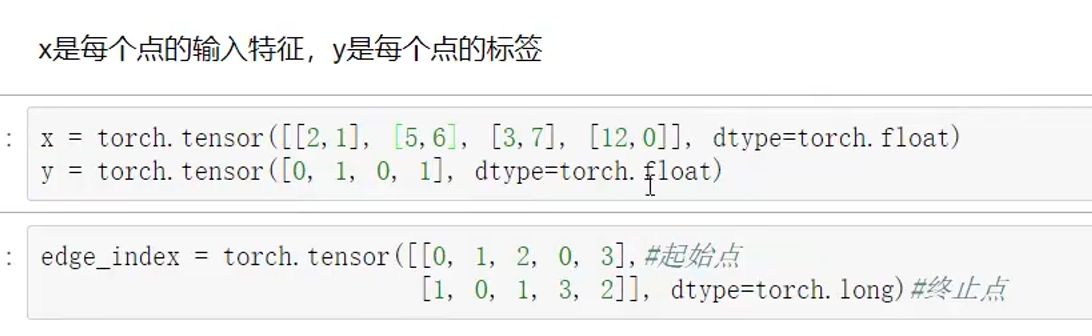 x是每个点的输入特征，y是每个点的标签
: x = torch.tensor([[2,1], [5,6], [3,7], [12,0]], dtype=torch.float)
y = torch.tensor([0, 1, 0, 1], dtype=torch.float)
: edge_index = torch.tensor([[0, 1, 2, 0, 3],#起始点
[1, 0, 1, 3, 2]], dtype=torch.long)#终止点